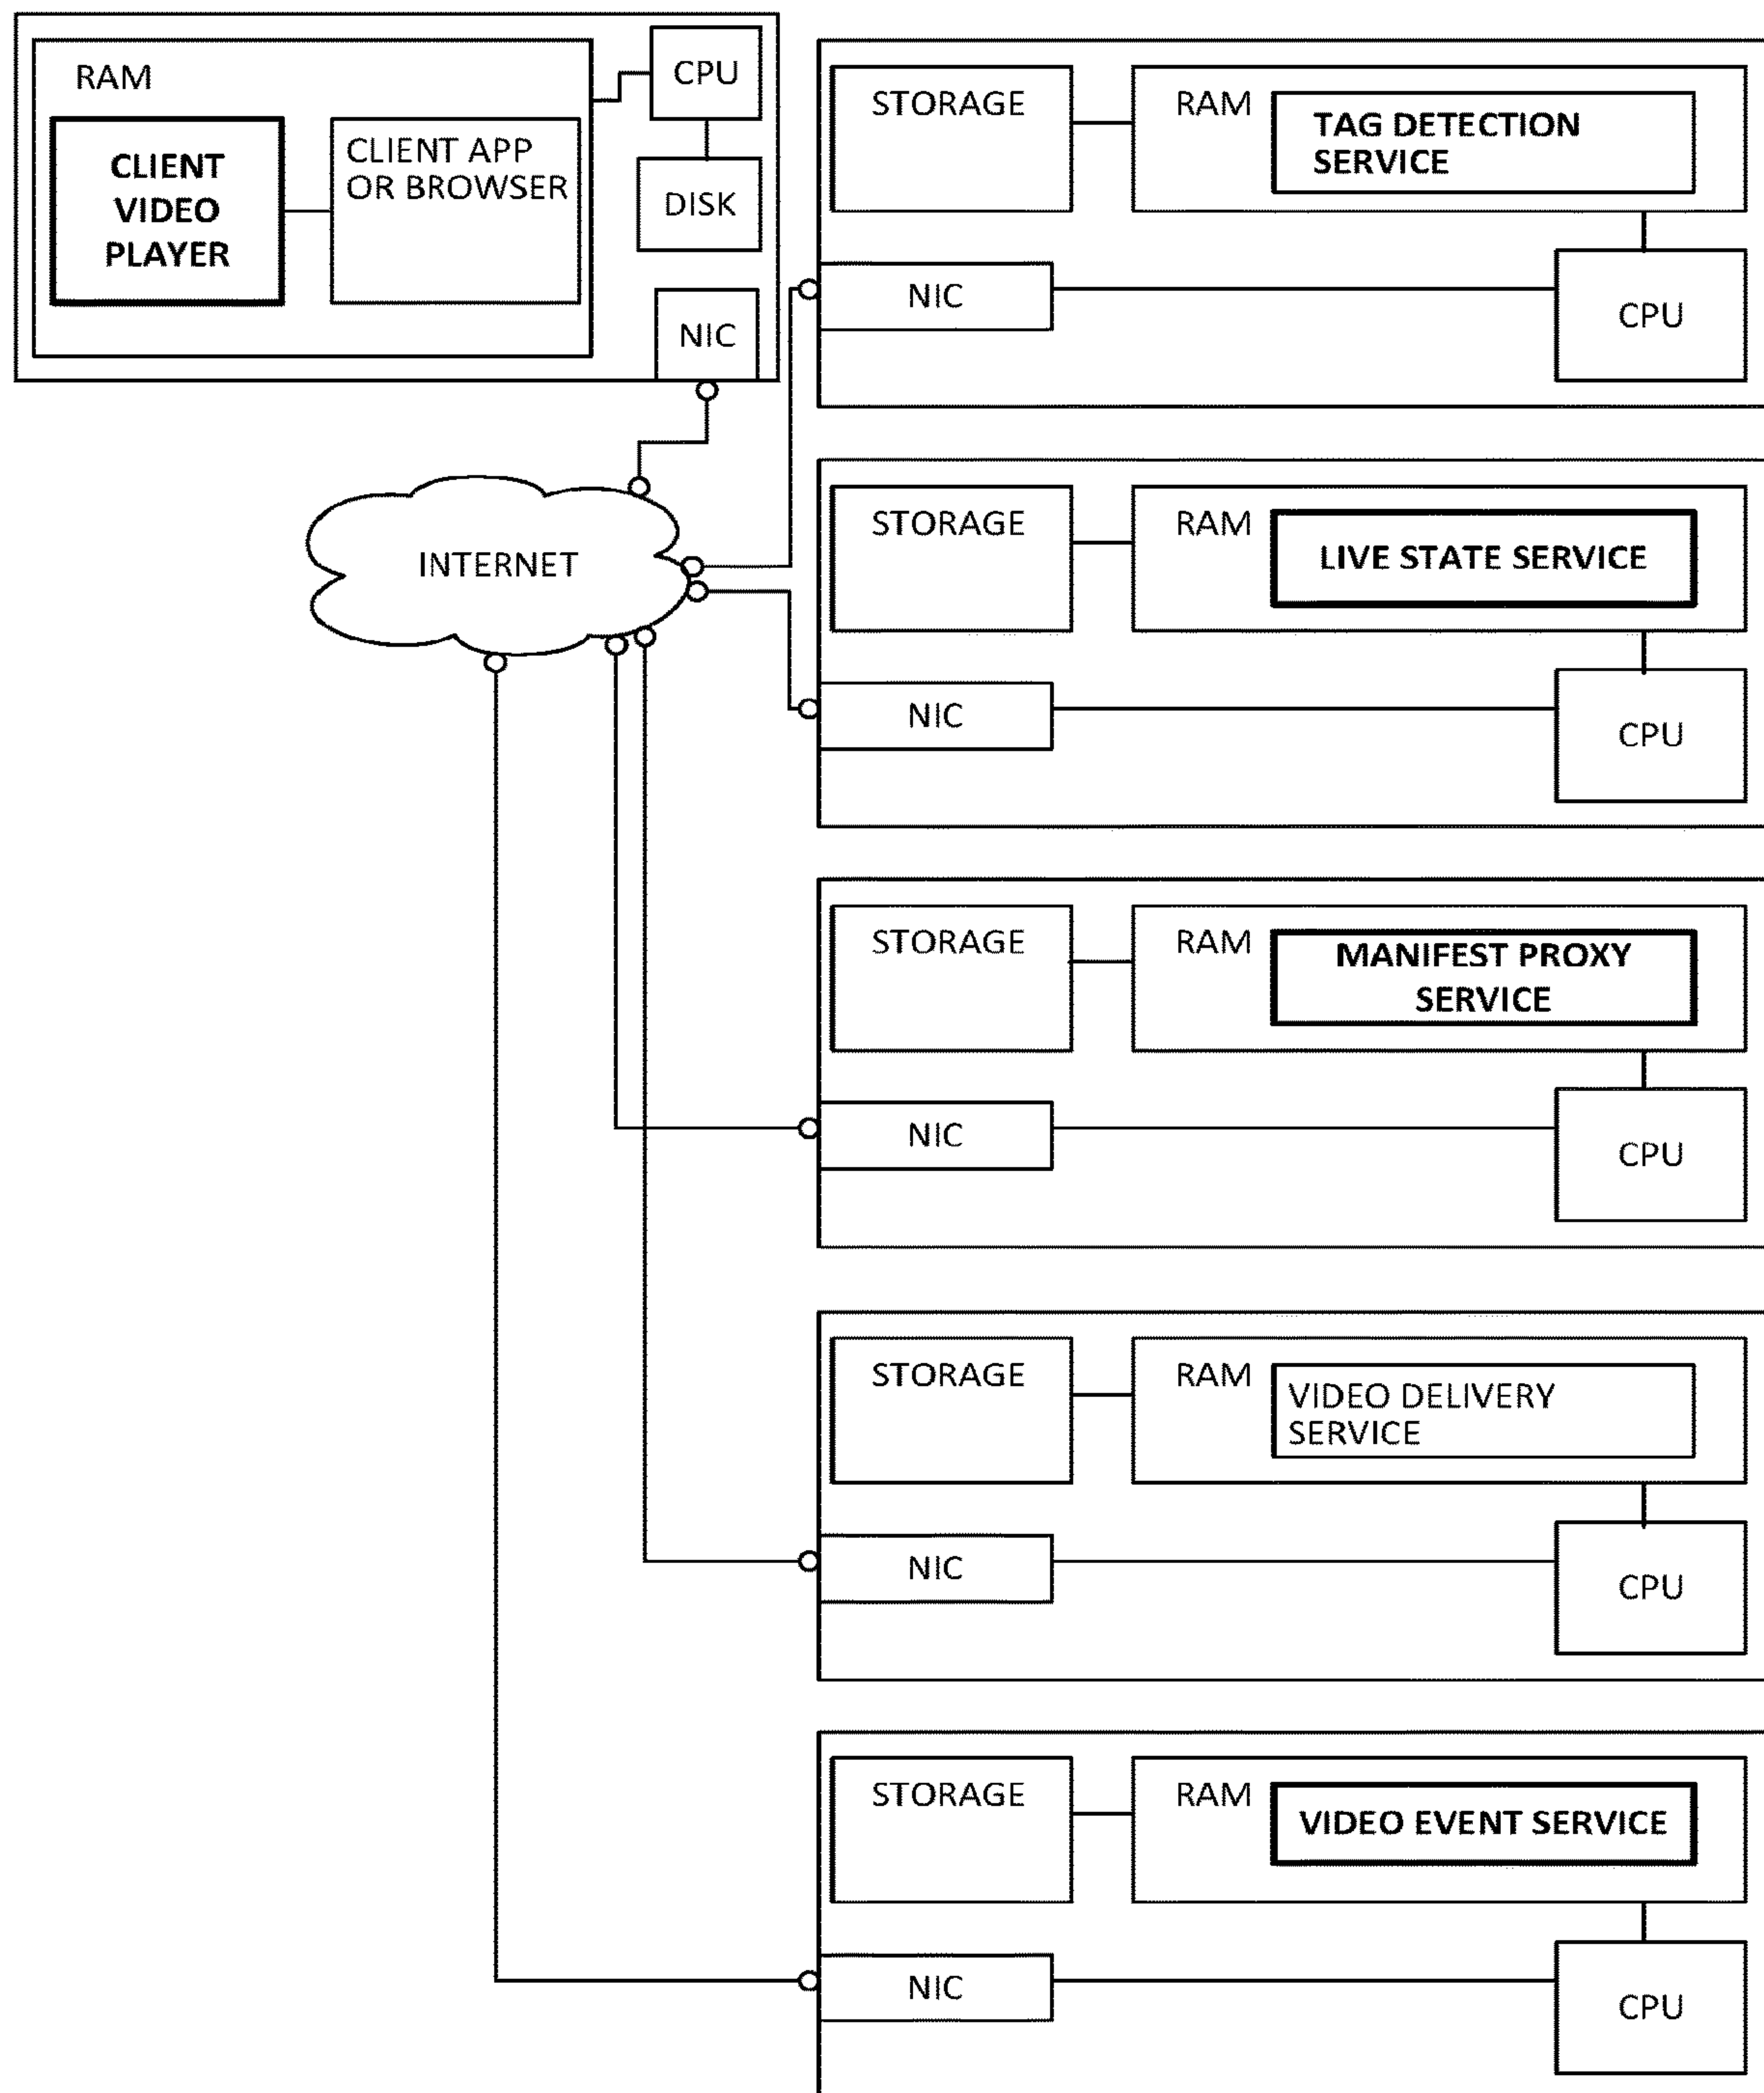 RAM
CPU
CLIENT
VIDEO
PLAYER
CLIENT APP
OR BROWSER
DISK
NIC
INTERNET
STORAGE
RAM
TAG DETECTION
SERVICE
NIC
CPU
STORAGE
RAM
LIVE STATE SERVICE
NIC
CPU
STORAGE
RAM
MANIFEST PROXY
SERVICE
NIC
CPU
STORAGE
RAM
VIDEO DELIVERY
SERVICE
NIC
CPU
STORAGE
RAM
VIDEO EVENT SERVICE
NIC
CPU